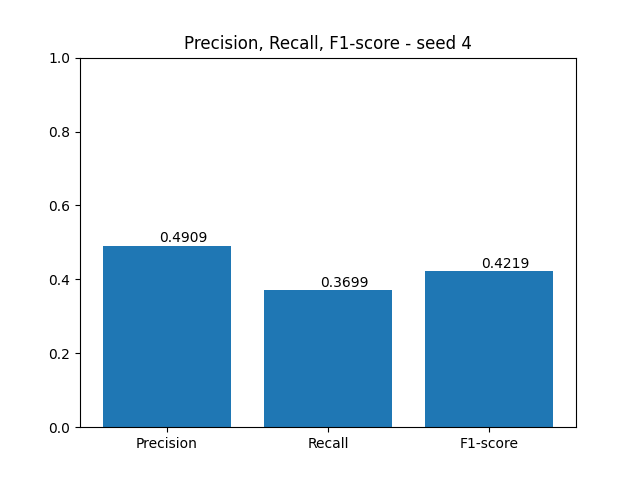 Precision, Recall, F1-score - seed 4
1.0
0.8
0.6
0.4
0.2
0.0
0.4909
0.3699
0.4219
Precision
Recall
F1-score